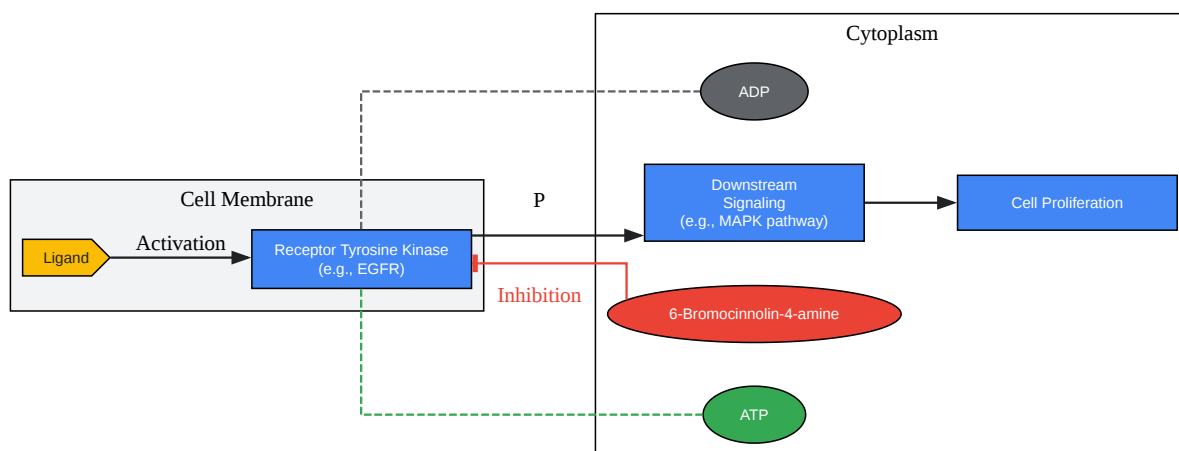 Cytoplasm
ADP
Cell Membrane
P
Downstream
Signaling
(e.g., MAPK pathway)
Cell Proliferation
Ligand
Activation
Receptor Tyrosine Kinase
(e.g., EGFR)
Inhibition
6-Bromocinnolin-4-amine
ATP